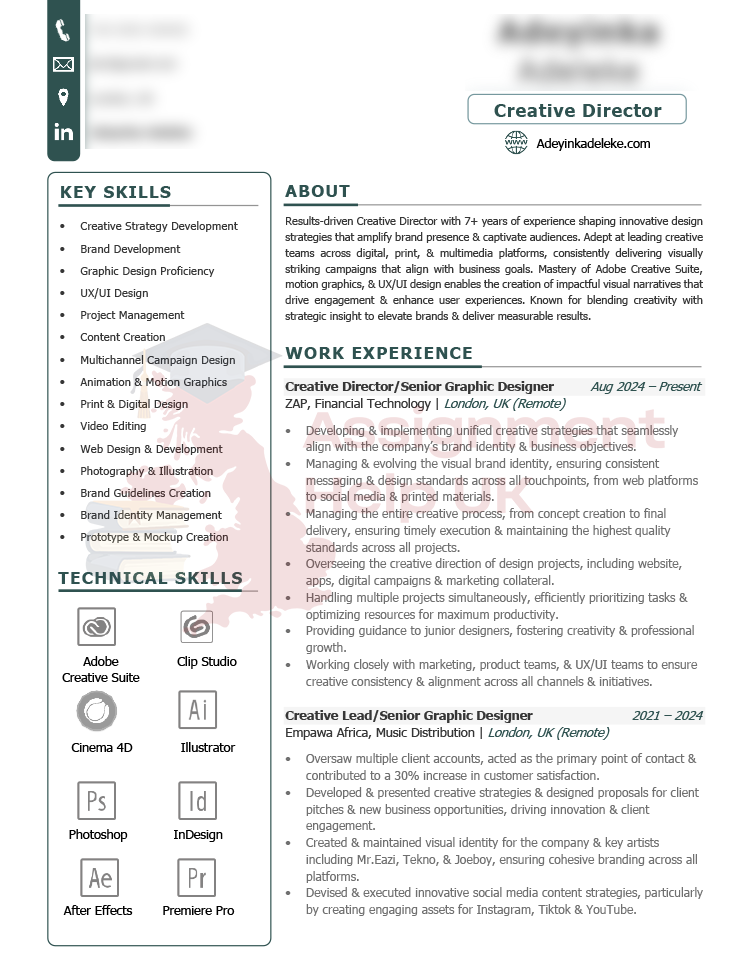 Adeyinka
Adeleke
Creative Director
www
Adeyinkadeleke.com
in
KEY SKILLS
• Creative Strategy Development
• Brand Development
• Graphic Design Proficiency
• UX/UI Design
• Project Management
• Content Creation
• Multichannel Campaign Design
• Animation & Motion Graphics
• Print & Digital Design
• Video Editing
• Web Design & Development
• Photography & Illustration
• Brand Guidelines Creation
• Brand Identity Management
• Prototype & Mockup Creation
TECHNICAL SKILLS
Adobe
Creative Suite
Clip Studio
Cinema 4D
Ai
Illustrator
Ps
Photoshop
Id
InDesign
Ae
After Effects
Pr
Premiere Pro
ABOUT
Results-driven Creative Director with 7+ years of experience shaping innovative design
strategies that amplify brand presence & captivate audiences. Adept at leading creative
teams across digital, print, & multimedia platforms, consistently delivering visually
striking campaigns that align with business goals. Mastery of Adobe Creative Suite,
motion graphics, & UX/UI design enables the creation of impactful visual narratives that
drive engagement & enhance user experiences. Known for blending creativity with
strategic insight to elevate brands & deliver measurable results.
WORK EXPERIENCE
Creative Director/Senior Graphic Designer Aug 2024 – Present
ZAP, Financial Technology | London, UK (Remote)
• Developing & implementing unified creative strategies that seamlessly
align with the company's brand identity & business objectives.
• Managing & evolving the visual brand identity, ensuring consistent
messaging & design standards across all touchpoints, from web platforms
to social media & printed materials.
• Managing the entire creative process, from concept creation to final
delivery, ensuring timely execution & maintaining the highest quality
standards across all projects.
• Overseeing the creative direction of design projects, including website,
apps, digital campaigns & marketing collateral.
• Handling multiple projects simultaneously, efficiently prioritizing tasks &
optimizing resources for maximum productivity.
• Providing guidance to junior designers, fostering creativity & professional
growth.
• Working closely with marketing, product teams, & UX/UI teams to ensure
creative consistency & alignment across all channels & initiatives.
Creative Lead/Senior Graphic Designer 2021 – 2024
Empawa Africa, Music Distribution | London, UK (Remote)
• Oversaw multiple client accounts, acted as the primary point of contact &
contributed to a 30% increase in customer satisfaction.
• Developed & presented creative strategies & designed proposals for client
pitches & new business opportunities, driving innovation & client
engagement.
• Created & maintained visual identity for the company & key artists
including Mr.Eazi, Tekno, & Joeboy, ensuring cohesive branding across all
platforms.
• Devised & executed innovative social media content strategies, particularly
by creating engaging assets for Instagram, Tiktok & YouTube.
Assignment
Help UK